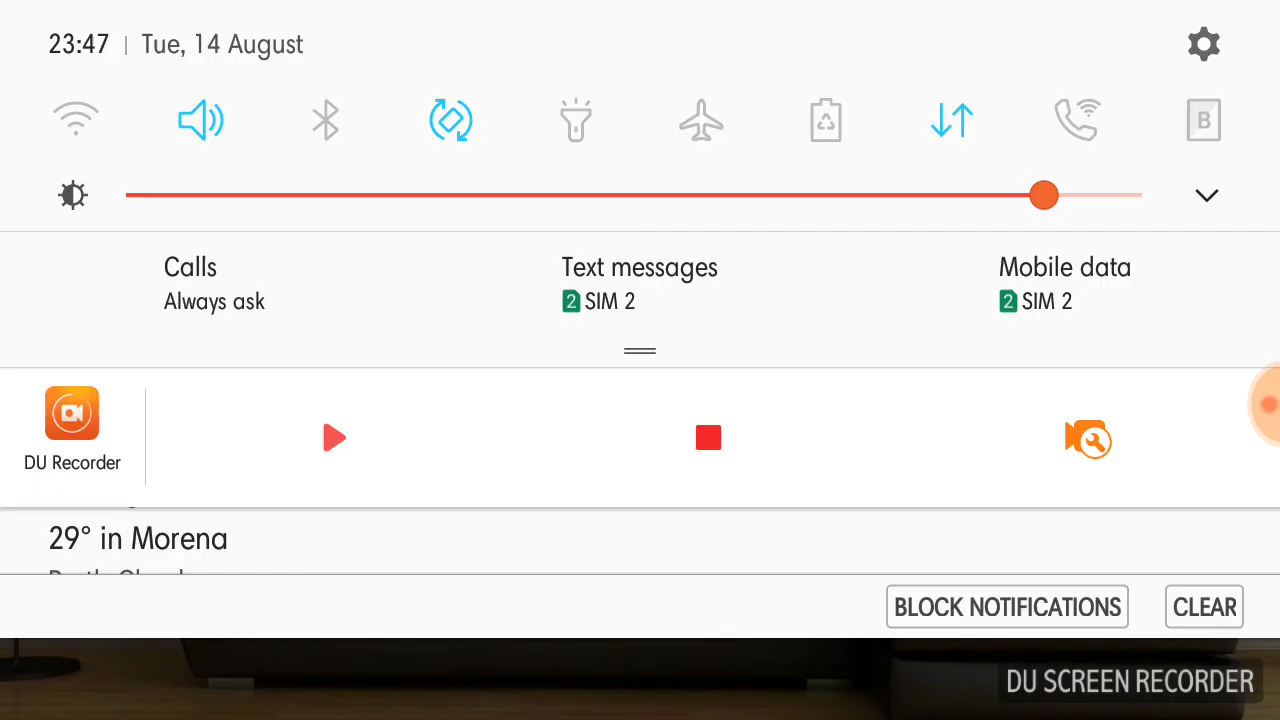 23:47 | Tue, 14 August
B
Calls
Text messages
Mobile data
Always ask
2 SIM 2
2 SIM 2
DU Recorder
29° in Morena
BLOCK NOTIFICATIONS
CLEAR
DU SCREEN RECORDER